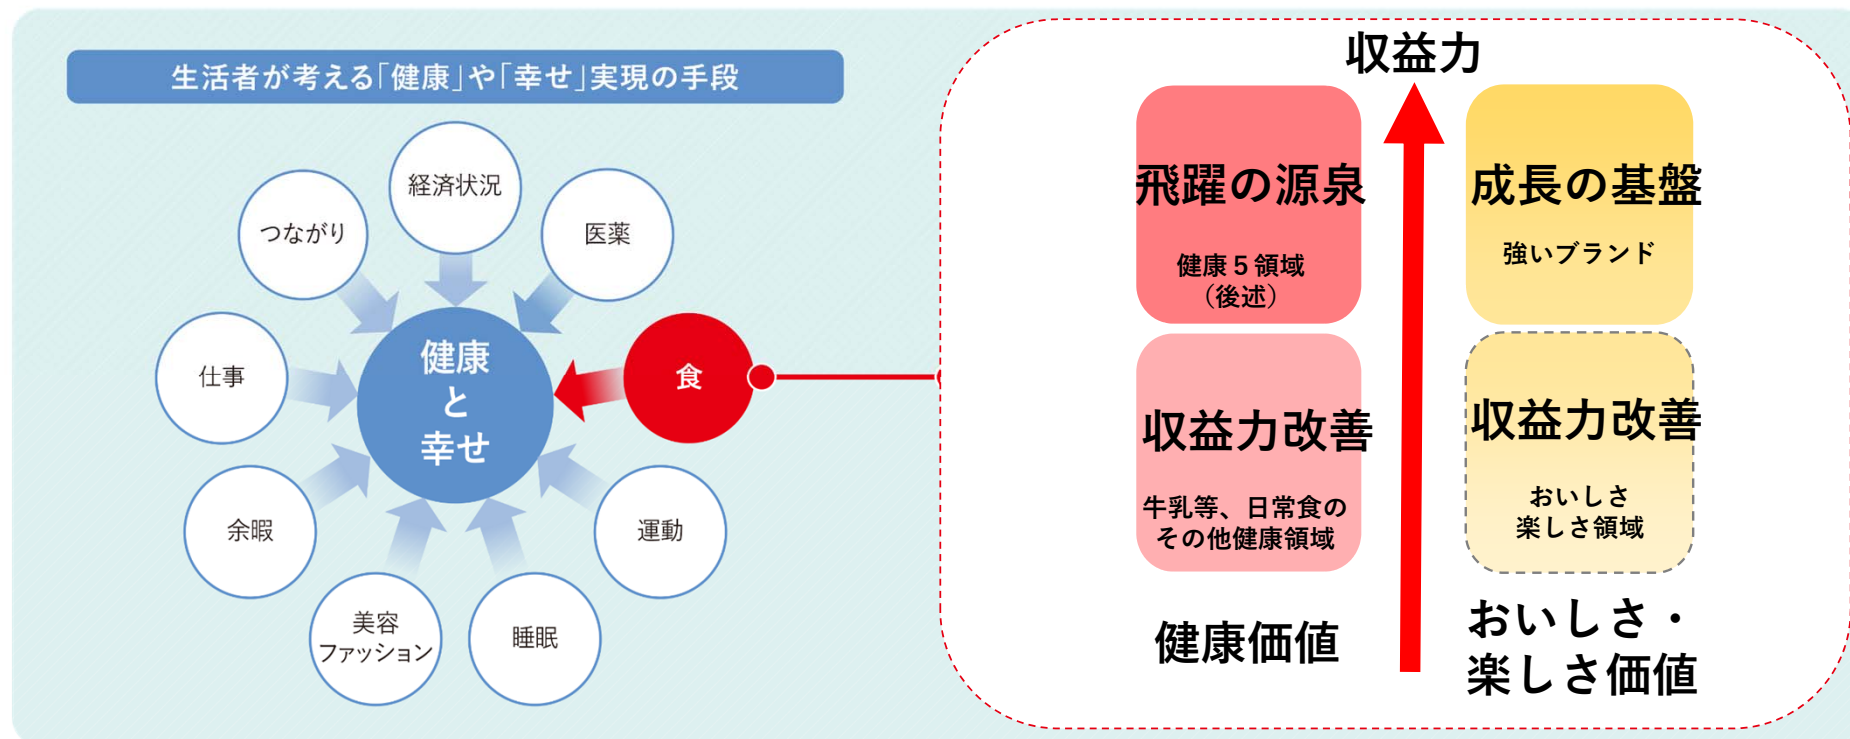 生活者が考える「健康」や「幸せ」実現の手段
経済状況
つながり
医薬
仕事
健康
と
幸せ
食
余暇
運動
美容
ファッション
睡眠
収益力
飛躍の源泉
健康５領域
（後述）
成長の基盤
強いブランド
収益力改善
牛乳等、日常食の
その他健康領域
収益力改善
おいしさ
楽しさ領域
健康価値
おいしさ・
楽しさ価値